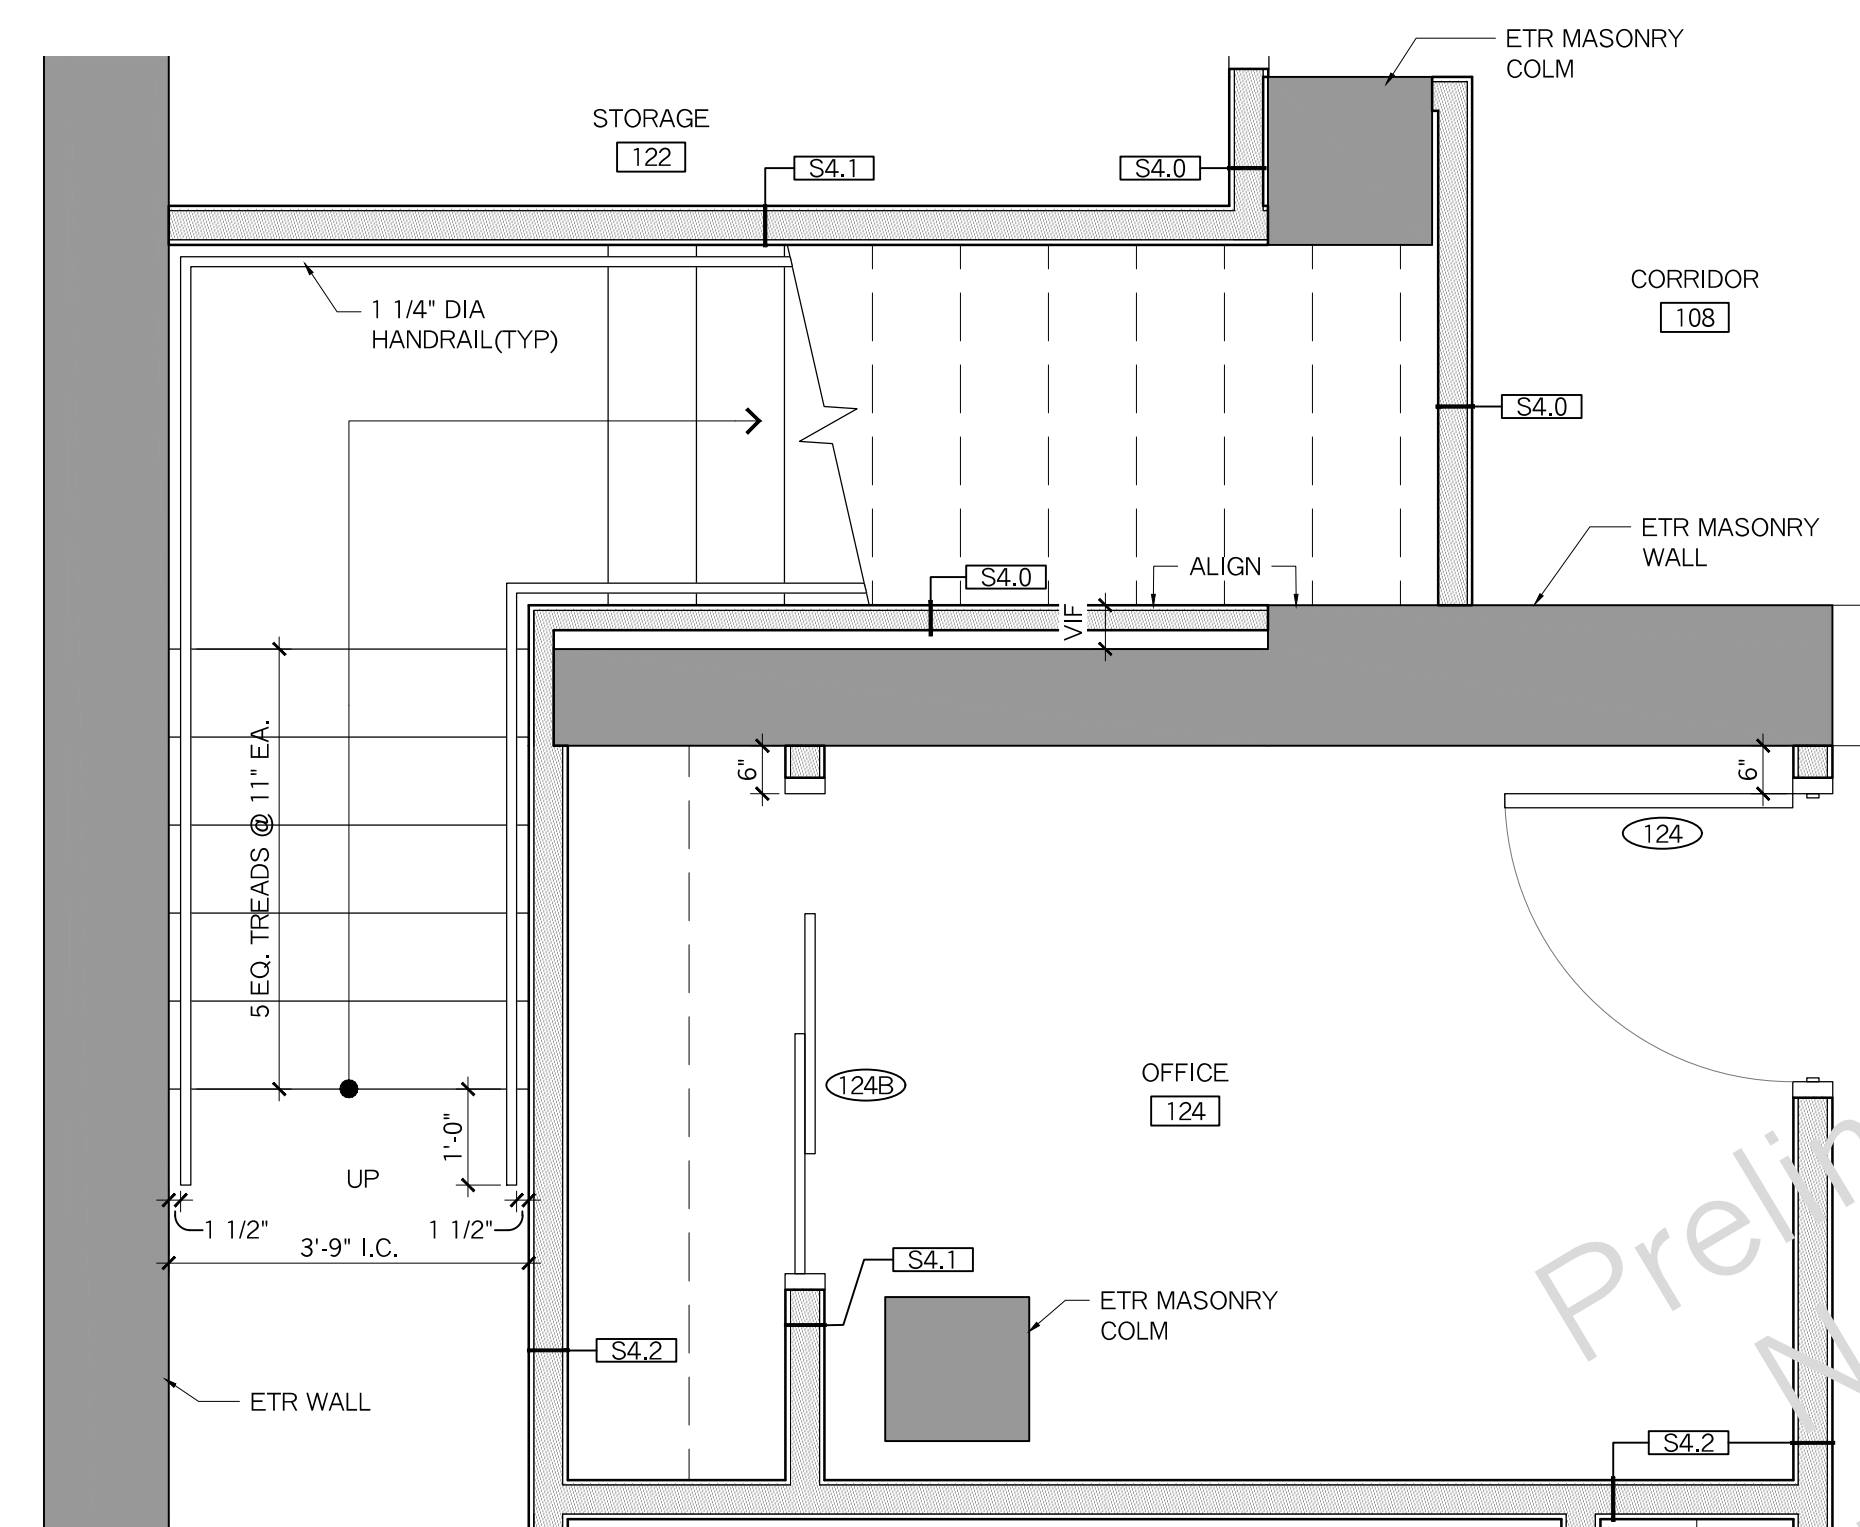 ETR MASONRY
COLM
STORAGE
122
S4.1
S4.0
CORRIDOR
108
1 1/4" DIA
HANDRAIL(TYP)
S4.0
ETR MASONRY
WALL
ALIGN
S4.0
VIF
5 EQ. TREADS @ 11" EA.
6"
6"
124
124B
OFFICE
124
1'-0"
UP
1 1/2"
1 1/2"
3'-9" I.C.
S4.1
ETR MASONRY
COLM
S4.2
ETR WALL
S4.2